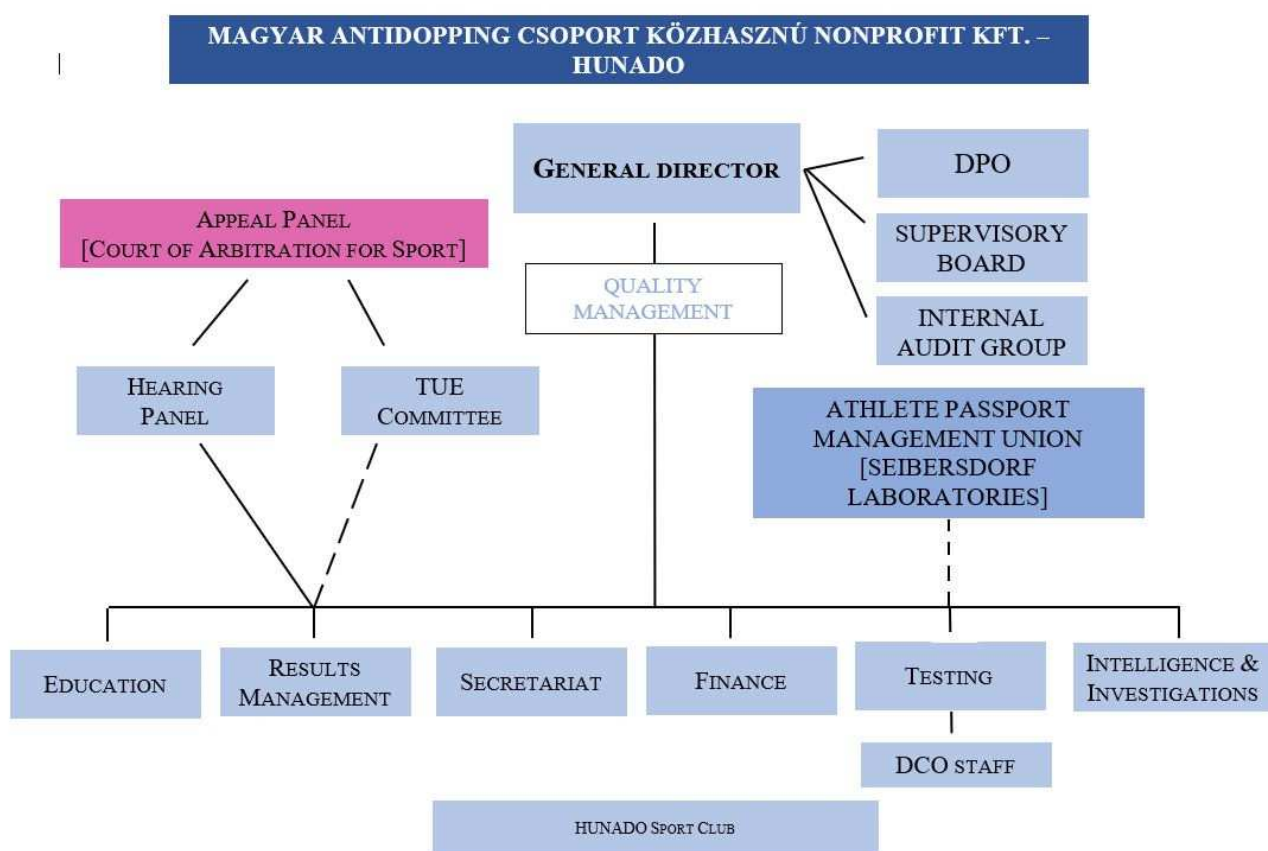 MAGYAR ANTIDOPPING CSOPORT KÖZHASZNÚ NONPROFIT KFT. –
HUNADO
GENERAL DIRECTOR
DPO
SUPERVISORY
BOARD
INTERNAL
AUDIT GROUP
APPEAL PANEL
[COURT OF ARBITRATION FOR SPORT]
QUALITY
MANAGEMENT
HEARING
PANEL
TUE
COMMITTEE
ATHLETE PASSPORT
MANAGEMENT UNION
[SEIBERSDORF
LABORATORIES]
EDUCATION
RESULTS
MANAGEMENT
SECRETARIAT
FINANCE
TESTING
INTELLIGENCE &
INVESTIGATIONS
DCO STAFF
HUNADO SPORT CLUB